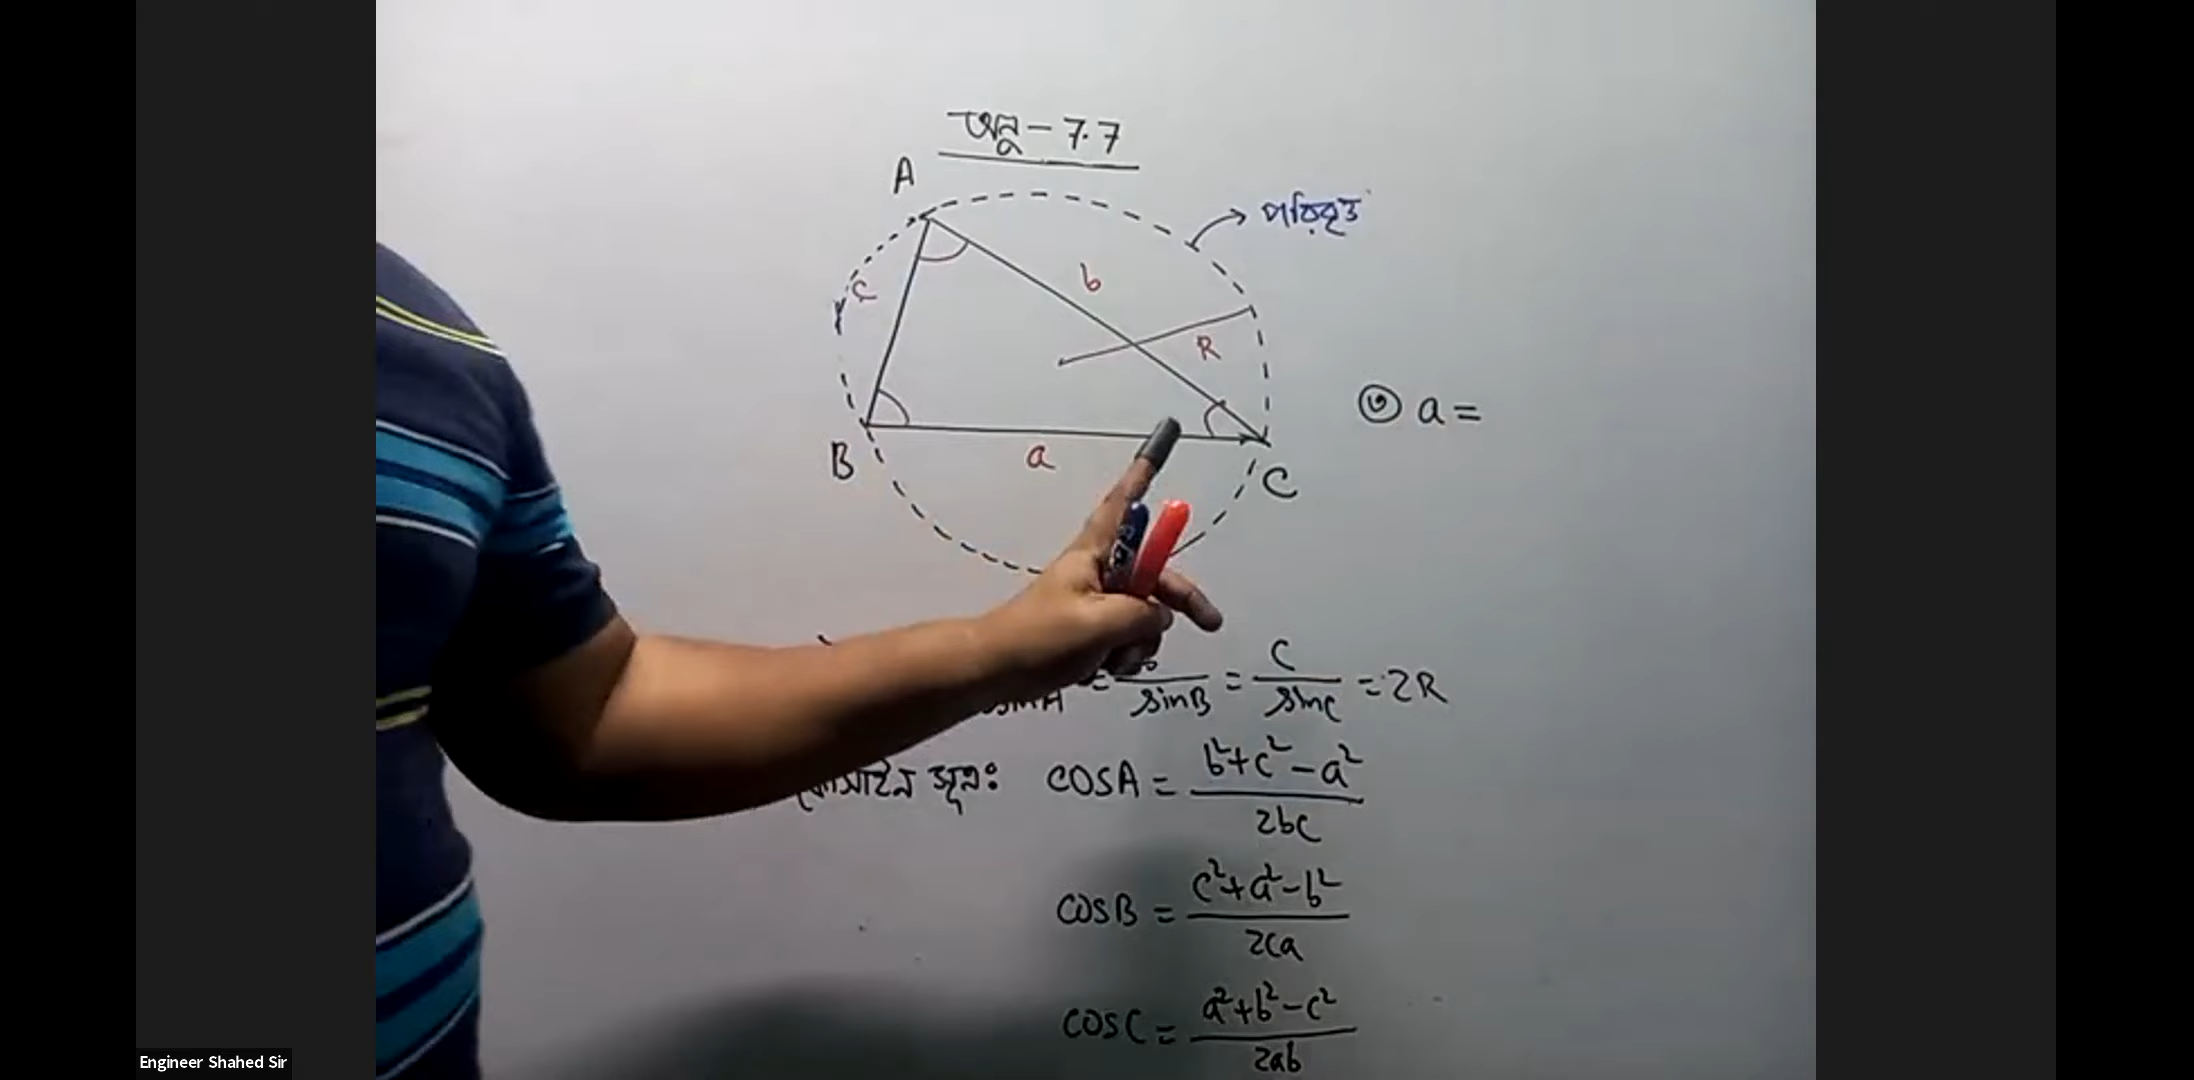 অনু - 7.7
A
পরিবৃত্ত
c
b
R
③ a =
B
a
C
= b/sinB = c/sinC = 2R
কোসাইন সূত্রঃ cosA = b²+c²-a²/2bc
cosB = c²+a²-b²/2ca
cosC = a²+b²-c²/2ab
Engineer Shahed Sir